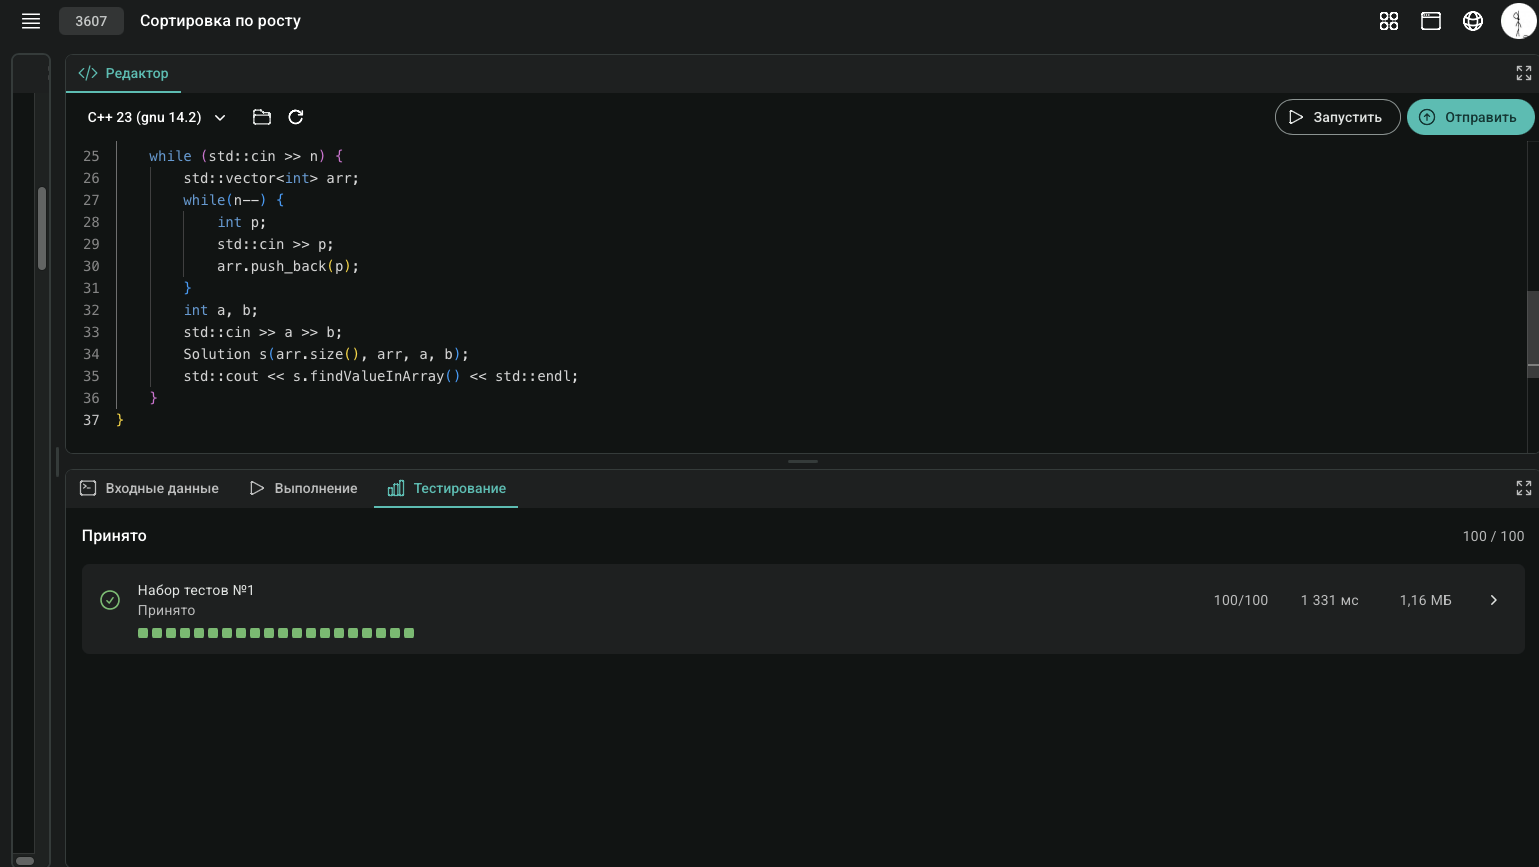 3607 Сортировка по росту
Редактор
C++ 23 (gnu 14.2)
Запустить
Отправить
25 while (std::cin >> n) {
26 std::vector<int> arr;
27 while(n--) {
28 int p;
29 std::cin >> p;
30 arr.push_back(p);
31 }
32 int a, b;
33 std::cin >> a >> b;
34 Solution s(arr.size(), arr, a, b);
35 std::cout << s.findValueInArray() << std::endl;
36 }
37 }
Входные данные Выполнение Тестирование
Принято 100 / 100
Набор тестов №1
Принято
100/100 1 331 мс 1,16 МБ